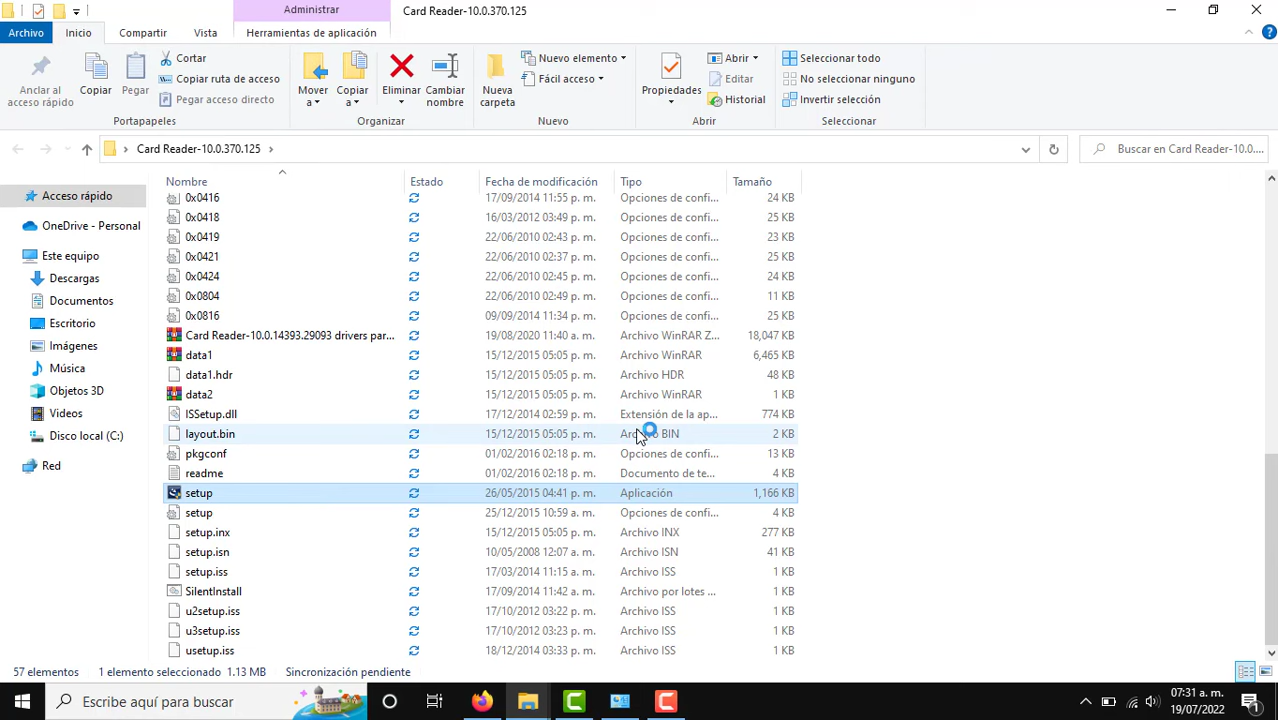 Administrar
Card Reader-10.0.370.125
Archivo Inicio Compartir Vista Herramientas de aplicación
Anclar al acceso rápido
Copiar
Pegar
Cortar
Copiar ruta de acceso
Pegar acceso directo
Portapapeles
Mover a
Copiar a
Eliminar
Cambiar nombre
Organizar
Nueva carpeta
Nuevo elemento
Fácil acceso
Nuevo
Propiedades
Abrir
Editar
Historial
Abrir
Seleccionar todo
No seleccionar ninguno
Invertir selección
Seleccionar
Card Reader-10.0.370.125
Buscar en Card Reader-10.0....
Acceso rápido
OneDrive - Personal
Este equipo
Descargas
Documentos
Escritorio
Imágenes
Música
Objetos 3D
Videos
Disco local (C:)
Red
Nombre Estado Fecha de modificación Tipo Tamaño
0x0416 17/09/2014 11:55 p. m. Opciones de confi... 24 KB
0x0418 16/03/2012 03:49 p. m. Opciones de confi... 25 KB
0x0419 22/06/2010 02:43 p. m. Opciones de confi... 23 KB
0x0421 22/06/2010 02:37 p. m. Opciones de confi... 25 KB
0x0424 22/06/2010 02:43 p. m. Opciones de confi... 24 KB
0x0804 22/06/2010 02:49 p. m. Opciones de confi... 11 KB
0x0816 09/09/2014 11:34 p. m. Opciones de confi... 25 KB
Card Reader-10.0.14393.29093 drivers par... 19/08/2020 11:40 a. m. Archivo WinRAR Z... 18,047 KB
data1 15/12/2015 05:05 p. m. Archivo WinRAR 6,465 KB
data1.hdr 15/12/2015 05:05 p. m. Archivo HDR 48 KB
data2 15/12/2015 05:05 p. m. Archivo WinRAR 1 KB
ISSetup.dll 17/12/2014 02:59 p. m. Extensión de la ap... 774 KB
layout.bin 15/12/2015 05:05 p. m. BIN 2 KB
pkgconf 01/02/2016 02:18 p. m. Opciones de confi... 13 KB
readme 01/02/2016 02:18 p. m. Documento de te... 4 KB
setup 26/05/2015 04:41 p. m. Aplicación 1,166 KB
setup 25/12/2015 10:59 a. m. Opciones de confi... 4 KB
setup.inx 15/12/2015 05:05 p. m. Archivo INX 277 KB
setup.isn 10/05/2008 12:07 a. m. Archivo ISN 41 KB
setup.iss 17/03/2014 11:15 a. m. Archivo ISS 1 KB
SilentInstall 17/09/2014 11:42 a. m. Archivo por lotes ... 1 KB
u2setup.iss 17/10/2012 03:22 p. m. Archivo ISS 1 KB
u3setup.iss 17/10/2012 03:23 p. m. Archivo ISS 1 KB
usetup.iss 18/12/2014 03:33 p. m. Archivo ISS 1 KB
57 elementos 1 elemento seleccionado 1.13 MB Sincronización pendiente
Escribe aquí para buscar
07:31 a. m.
19/07/2022
1